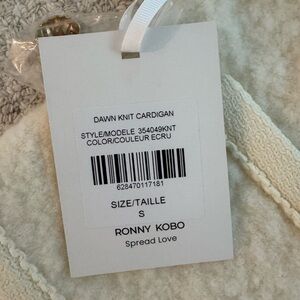 DAWN KNIT CARDIGAN
STYLE/MODELE 354049KNT
COLOR/COULEUR ECRU
628470117181
SIZE/TAILLE
S
RONNY KOBO
Spread Love